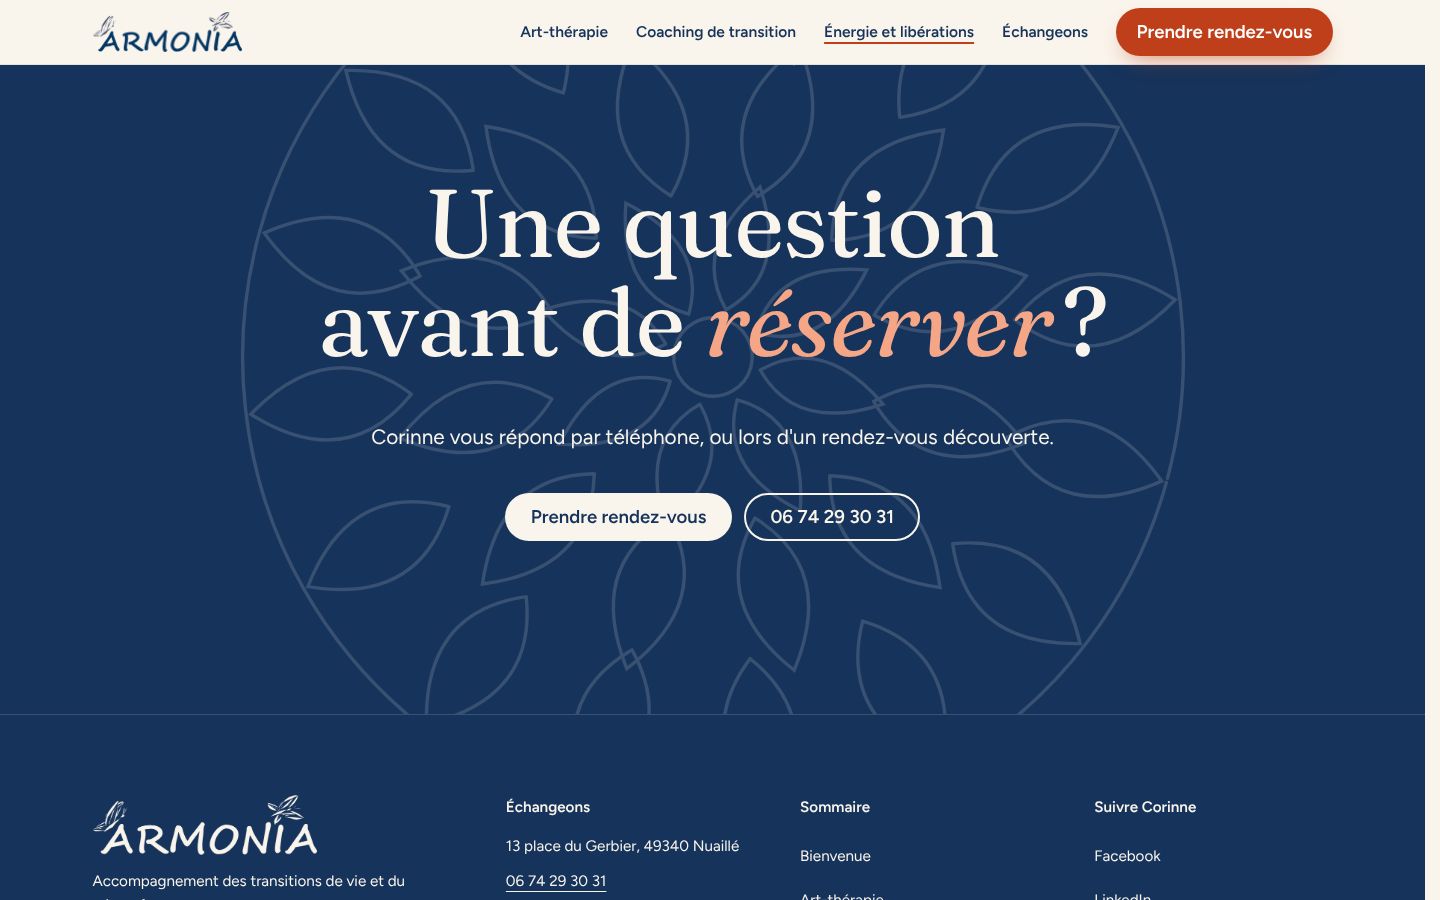 ARMONIA
Art-thérapie
Coaching de transition
Énergie et libérations
Échangeons
Prendre rendez-vous
Une question
avant de réserver ?
Corinne vous répond par téléphone, ou lors d'un rendez-vous découverte.
Prendre rendez-vous
06 74 29 30 31
ARMONIA
Accompagnement des transitions de vie et du
Échangeons
13 place du Gerbier, 49340 Nuaillé
06 74 29 30 31
Sommaire
Bienvenue
Art-thérapie
Suivre Corinne
Facebook
LinkedIn